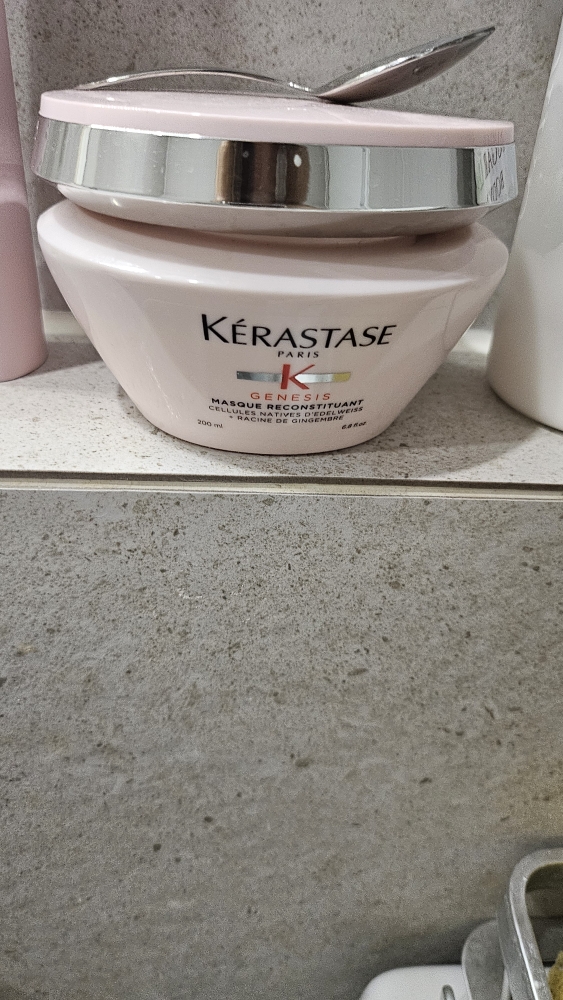 KÉRASTASE
PARIS
K
GENESIS
MASQUE RECONSTITUANT
CELLULES NATIVES D'EDELWEISS
+ RACINE DE GINGEMBRE
200 ml
6.8 fl.oz